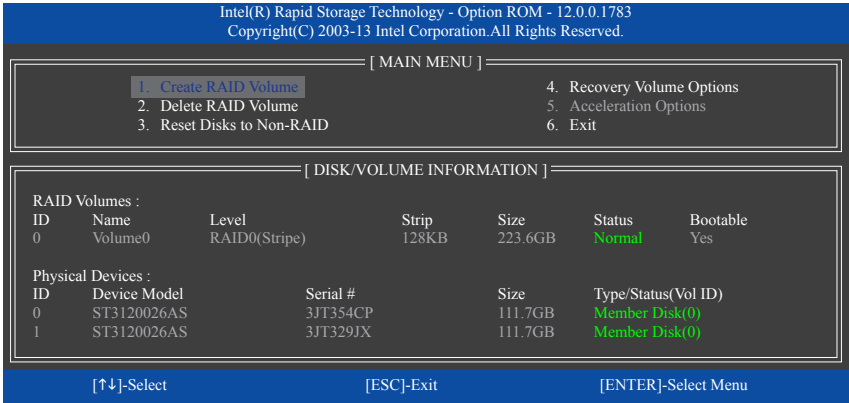 Intel(R) Rapid Storage Technology - Option ROM - 12.0.0.1783
Copyright(C) 2003-13 Intel Corporation.All Rights Reserved.
[ MAIN MENU ]
1. Create RAID Volume 4. Recovery Volume Options
2. Delete RAID Volume 5. Acceleration Options
3. Reset Disks to Non-RAID 6. Exit
[ DISK/VOLUME INFORMATION ]
RAID Volumes :
ID Name Level Strip Size Status Bootable
0 Volume0 RAID0(Stripe) 128KB 223.6GB Normal Yes
Physical Devices :
ID Device Model Serial # Size Type/Status(Vol ID)
0 ST3120026AS 3JT354CP 111.7GB Member Disk(0)
1 ST3120026AS 3JT329JX 111.7GB Member Disk(0)
[↑↓]-Select [ESC]-Exit [ENTER]-Select Menu